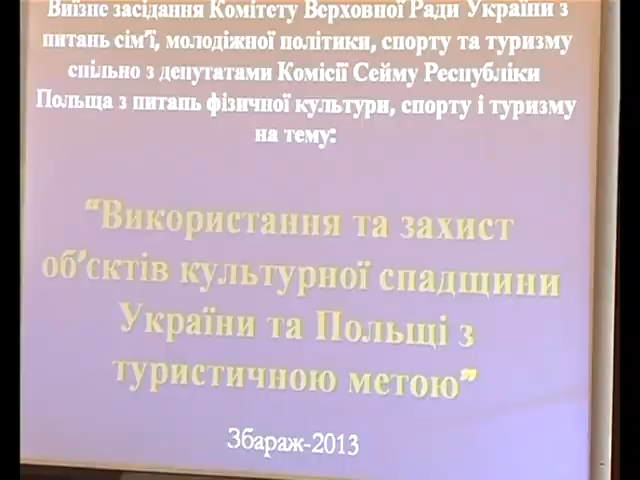 Виїзне засідання Комітету Верховної Ради України з
питань сім'ї, молодіжної політики, спорту та туризму
спільно з депутатами Комісії Сейму Республіки
Польща з питань фізичної культури, спорту і туризму
на тему:
“Використання та захист
об’єктів культурної спадщини
України та Польщі з
туристичною метою”
Збараж-2013